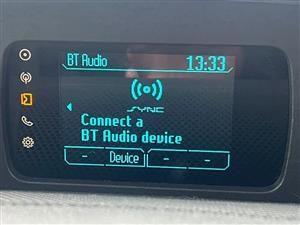 BT Audio 13:33
SYNC
Connect a
BT Audio device
- Device - -